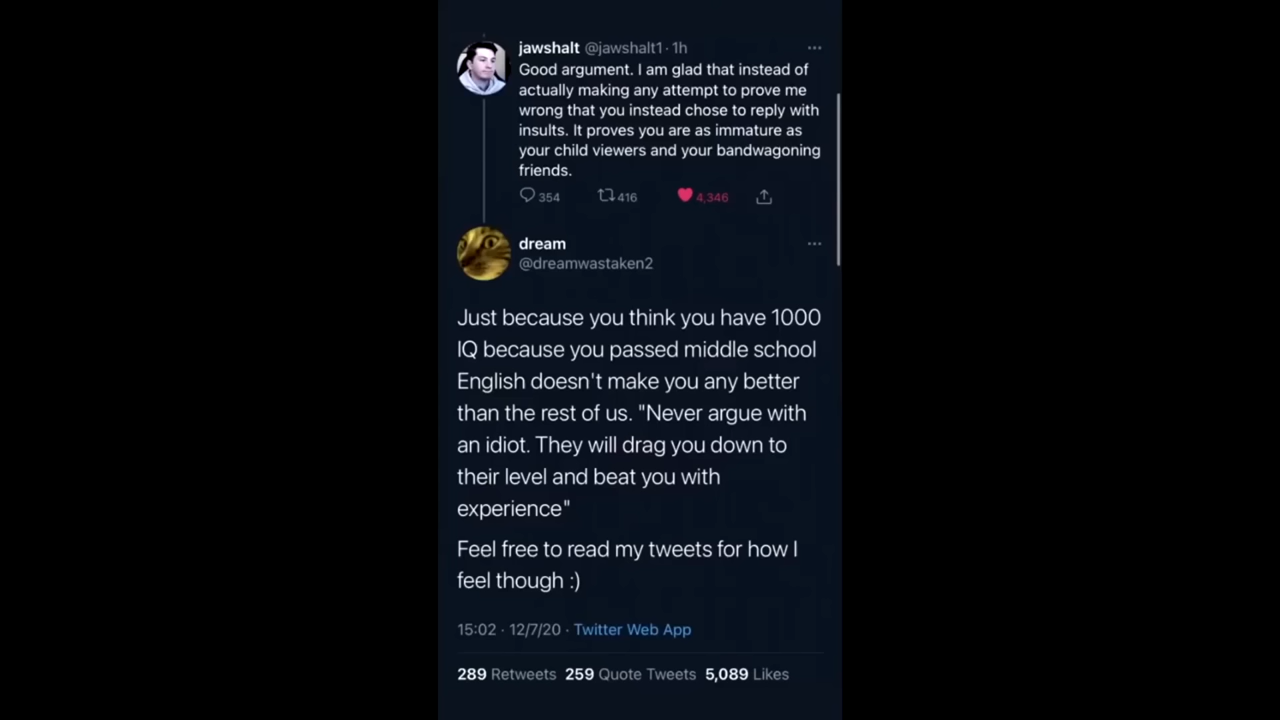 jawshalt @jawshalt1 · 1h
Good argument. I am glad that instead of
actually making any attempt to prove me
wrong that you instead chose to reply with
insults. It proves you are as immature as
your child viewers and your bandwagoning
friends.
354 416 4,346
dream
@dreamwastaken2
Just because you think you have 1000
IQ because you passed middle school
English doesn't make you any better
than the rest of us. "Never argue with
an idiot. They will drag you down to
their level and beat you with
experience"
Feel free to read my tweets for how I
feel though :)
15:02 · 12/7/20 · Twitter Web App
289 Retweets 259 Quote Tweets 5,089 Likes